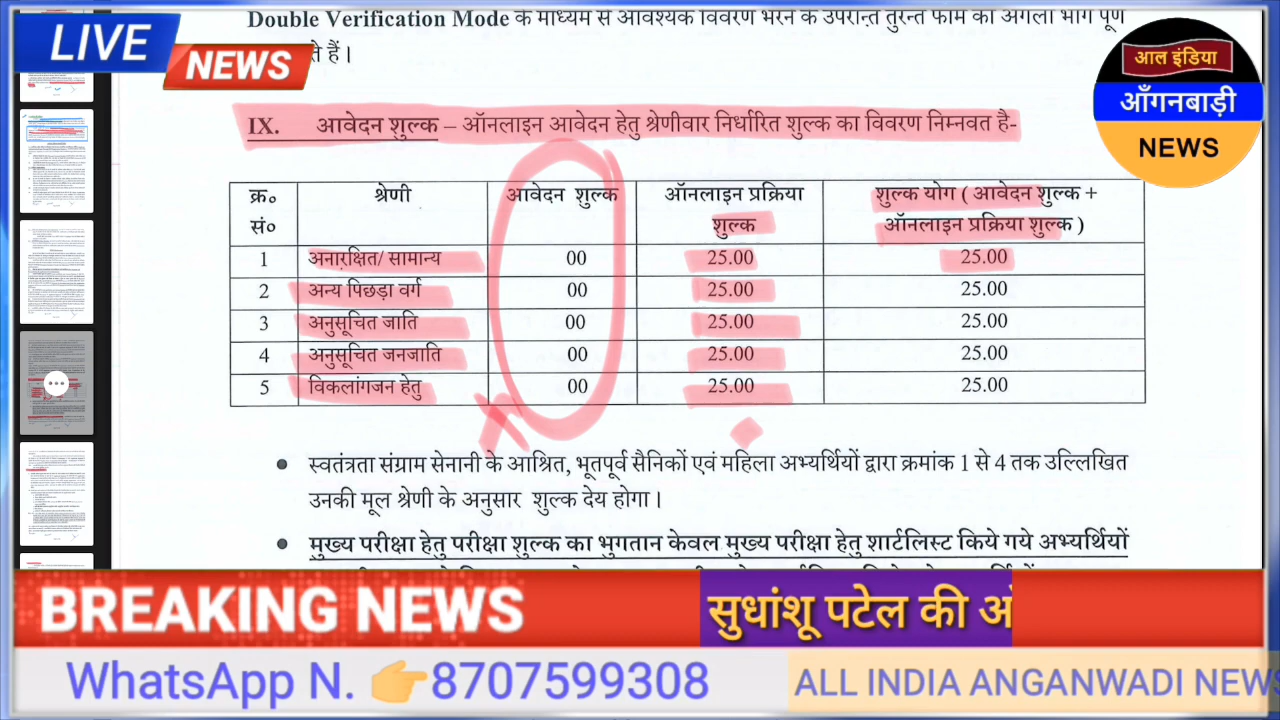 Double Verification Mode के माध्यम से आवश्यक विवरण भरने के उपरान्त तुरन्त फार्म का अगला भाग पूर्ण
ते हैं।
LIVE
NEWS
आल इंडिया
आँगनबाड़ी
NEWS
IX. आवेदन शुल्क – आवेदन हेतु श्रेणीवार निर्धारित शुल्क का विवरण निम्नवत है-
क्र० सं० श्रेणी आवेदन शुल्क ऑनलाइन प्रक्रिया शुल्क शुल्क योग ( आवेदन शुल्क + ऑनलाइन प्रक्रिया शुल्क )
1 अनारक्षित/ सामान्य 00 25.00 25.00
2 पिछड़ा वर्ग 00 25.00 25.00
3 अनुसूचित जाति 00 25.00 25.00
4 अनुसूचित जनजाति 00 25.00 25.00
5 विकलांगजन हेतु 00 25.00 25.00
• स्वतंत्रता संग्राम सेनानी के आश्रित, भूतपूर्व सैनिकों एवं महिला अभ्यर्थियों द्वारा क्रमांक 1 से 4 तक उल्लिखित
उनकी मूल श्रेणी के अनुसार शुल्क देय होगा।
• मुख्य परीक्षा हेतु परीक्षा शुल्क का भुगतान केवल मुख्य परीक्षा हेतु शार्टलिस्ट किये गये अभ्यर्थियों
BREAKING NEWS
सुधांशू पटेल की
WhatsApp N. 👉8707599308
ALL INDIA ANGANWADI NEWS